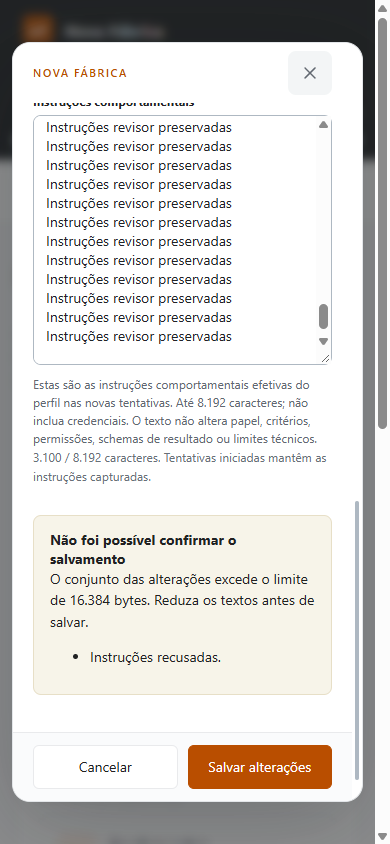 NOVA FÁBRICA
Instruções comportamentais
Instruções revisor preservadas
Instruções revisor preservadas
Instruções revisor preservadas
Instruções revisor preservadas
Instruções revisor preservadas
Instruções revisor preservadas
Instruções revisor preservadas
Instruções revisor preservadas
Instruções revisor preservadas
Instruções revisor preservadas
Instruções revisor preservadas
Instruções revisor preservadas
Estas são as instruções comportamentais efetivas do
perfil nas novas tentativas. Até 8.192 caracteres; não
inclua credenciais. O texto não altera papel, critérios,
permissões, schemas de resultado ou limites técnicos.
3.100 / 8.192 caracteres. Tentativas iniciadas mantêm as
instruções capturadas.
Não foi possível confirmar o
salvamento
O conjunto das alterações excede o limite
de 16.384 bytes. Reduza os textos antes de
salvar.
• Instruções recusadas.
Cancelar
Salvar alterações